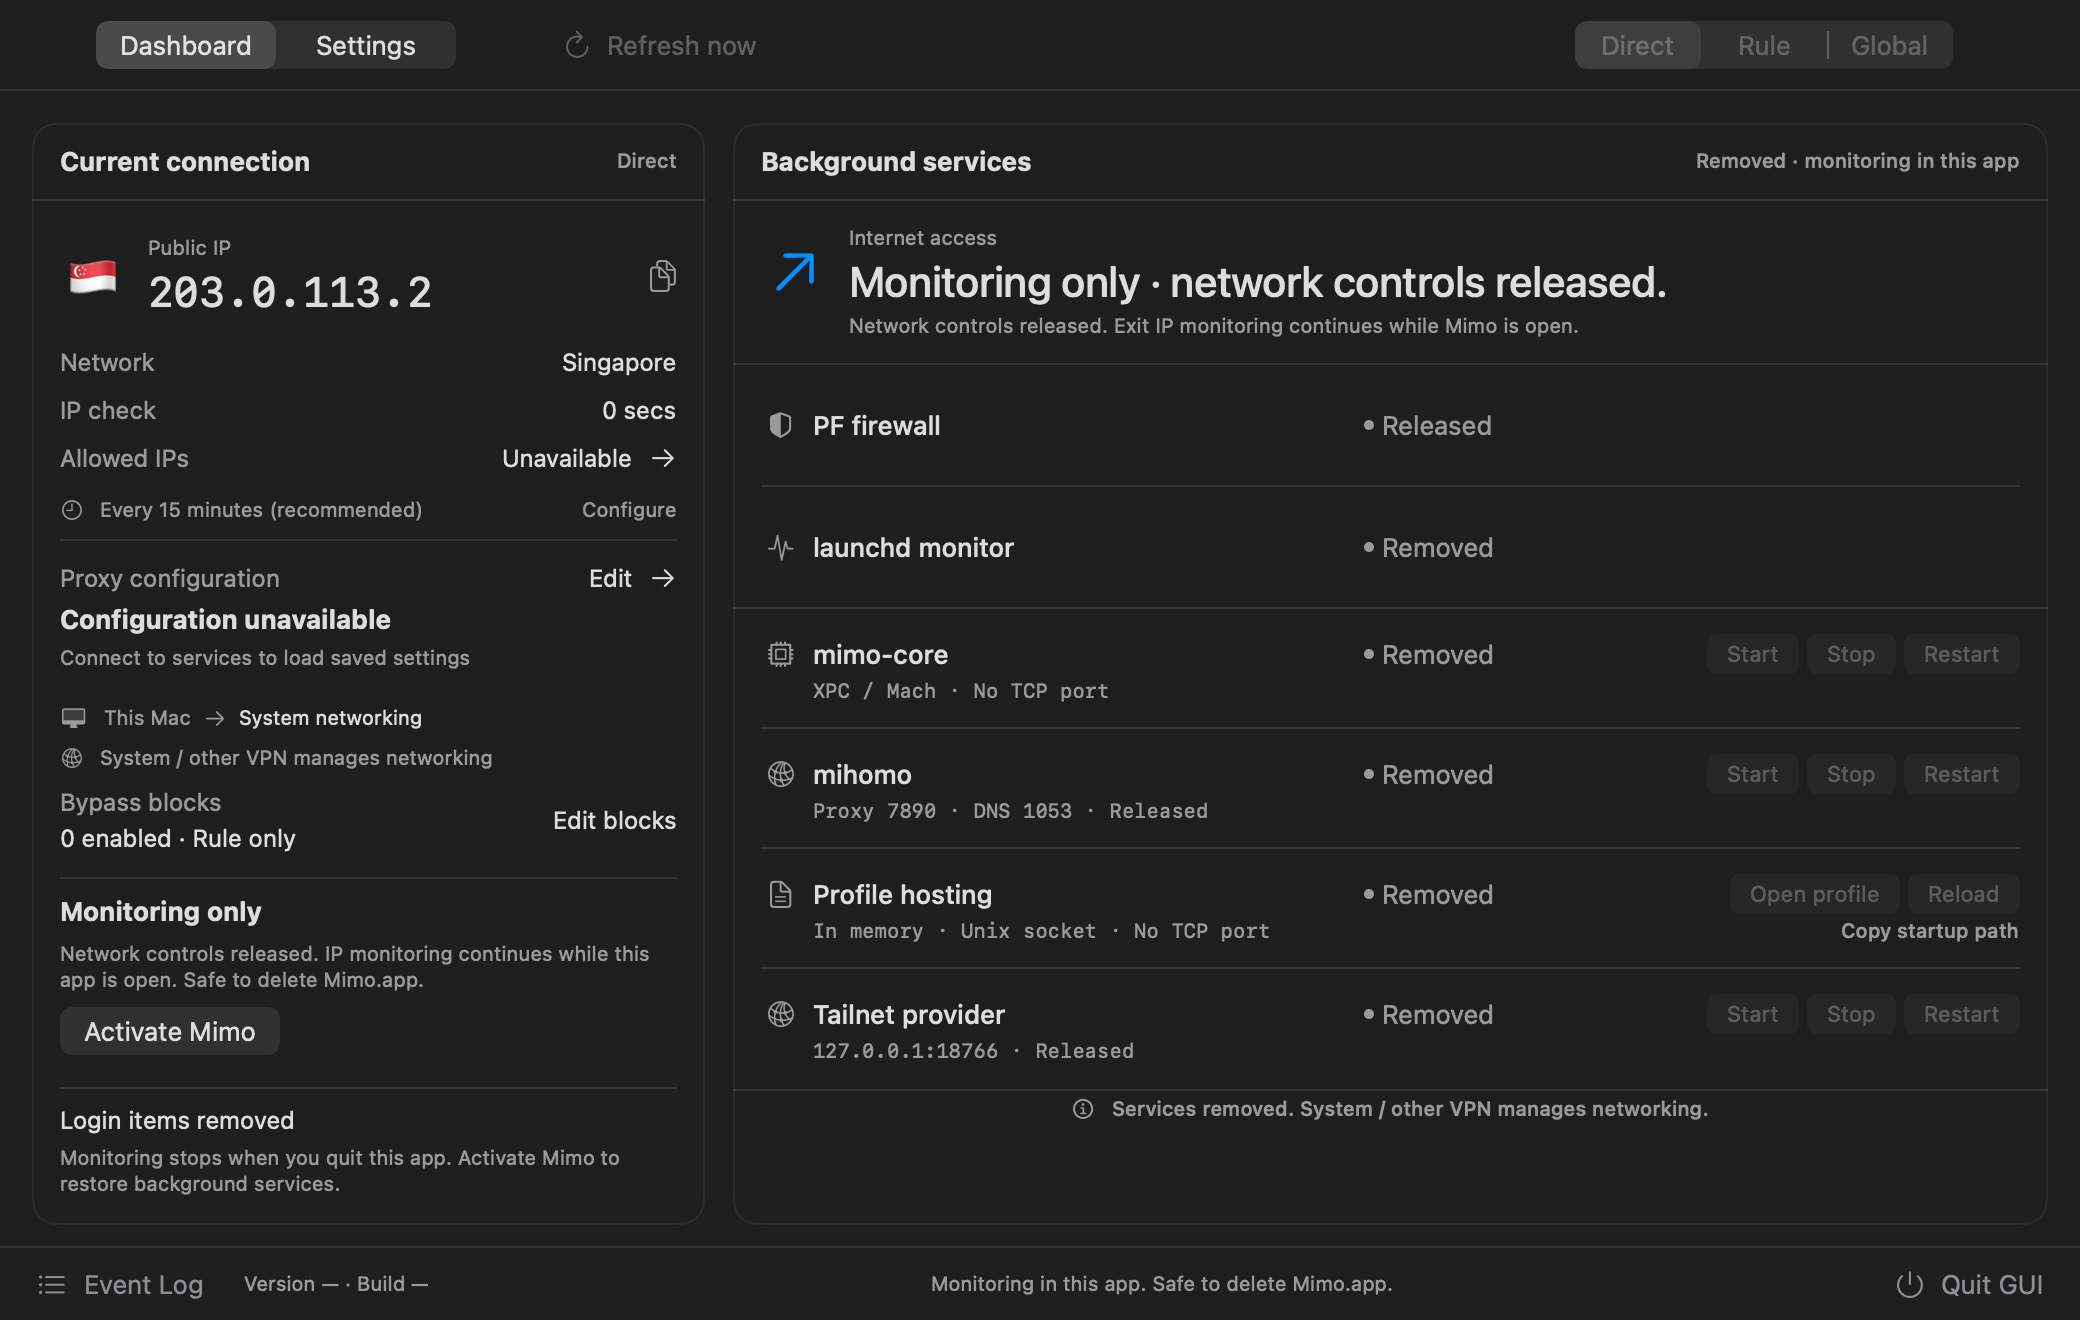 Dashboard
Settings
Refresh now
Direct
Rule
Global
Current connection
Direct
Public IP
203.0.113.2
Network
Singapore
IP check
0 secs
Allowed IPs
Unavailable →
Every 15 minutes (recommended)
Configure
Proxy configuration
Edit →
Configuration unavailable
Connect to services to load saved settings
This Mac → System networking
System / other VPN manages networking
Bypass blocks
0 enabled · Rule only
Edit blocks
Monitoring only
Network controls released. IP monitoring continues while this
app is open. Safe to delete Mimo.app.
Activate Mimo
Login items removed
Monitoring stops when you quit this app. Activate Mimo to
restore background services.
Background services
Removed · monitoring in this app
Internet access
Monitoring only · network controls released.
Network controls released. Exit IP monitoring continues while Mimo is open.
PF firewall
• Released
launchd monitor
• Removed
mimo-core
XPC / Mach · No TCP port
• Removed
Start
Stop
Restart
mihomo
Proxy 7890 · DNS 1053 · Released
• Removed
Start
Stop
Restart
Profile hosting
In memory · Unix socket · No TCP port
• Removed
Open profile
Reload
Copy startup path
Tailnet provider
127.0.0.1:18766 · Released
• Removed
Start
Stop
Restart
Services removed. System / other VPN manages networking.
Event Log
Version — · Build —
Monitoring in this app. Safe to delete Mimo.app.
Quit GUI